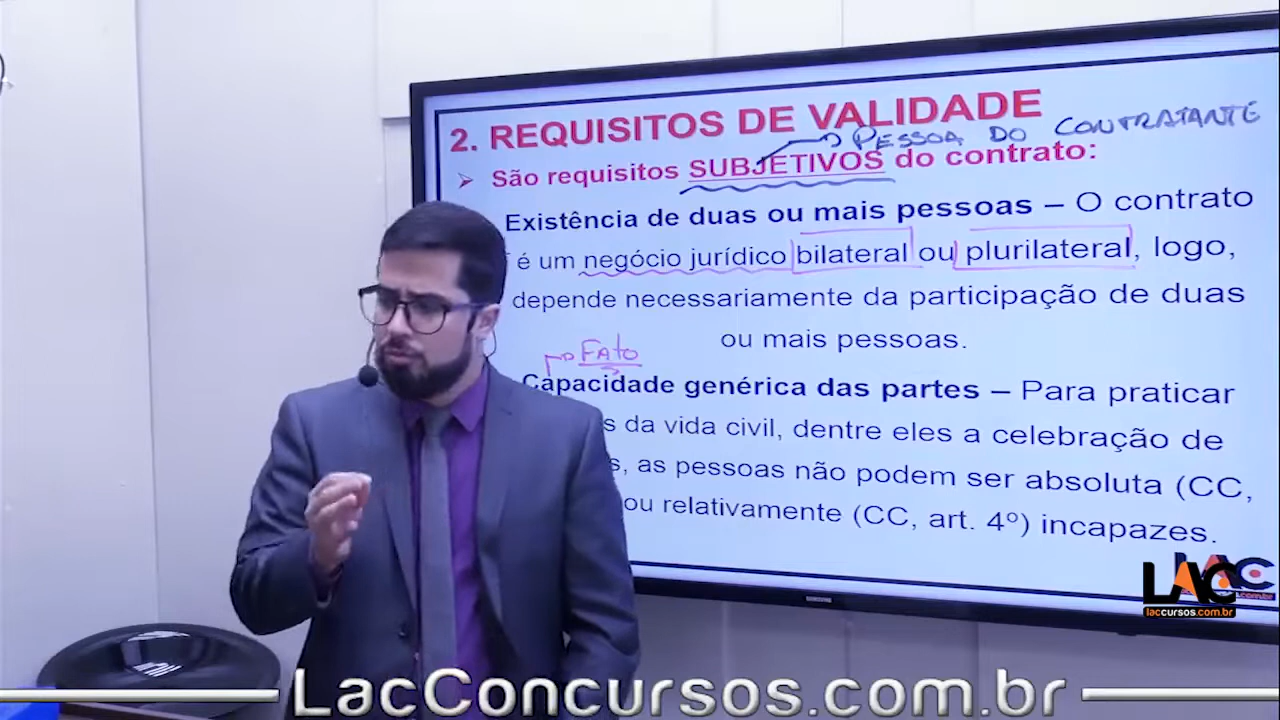 2. REQUISITOS DE VALIDADE
PESSOA DO CONTRATANTE
São requisitos SUBJETIVOS do contrato:
Existência de duas ou mais pessoas – O contrato
é um negócio jurídico bilateral ou plurilateral, logo,
depende necessariamente da participação de duas
ou mais pessoas.
FATO
Capacidade genérica das partes – Para praticar
da vida civil, dentre eles a celebração de
as pessoas não podem ser absoluta (CC,
ou relativamente (CC, art. 4º) incapazes.
LAC
laccursos.com.br
SAMSUNG
LacConcursos.com.br